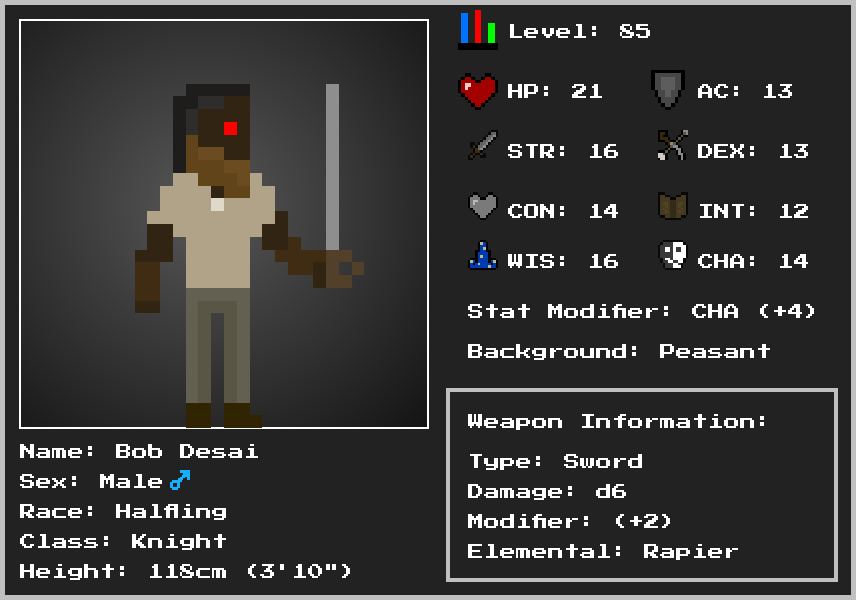 Level: 85
HP: 21
AC: 13
STR: 16
DEX: 13
CON: 14
INT: 12
WIS: 16
CHA: 14
Stat Modifier: CHA (+4)
Background: Peasant
Weapon Information:
Type: Sword
Damage: d6
Modifier: (+2)
Elemental: Rapier
Name: Bob Desai
Sex: Male♂
Race: Halfling
Class: Knight
Height: 118cm (3'10")